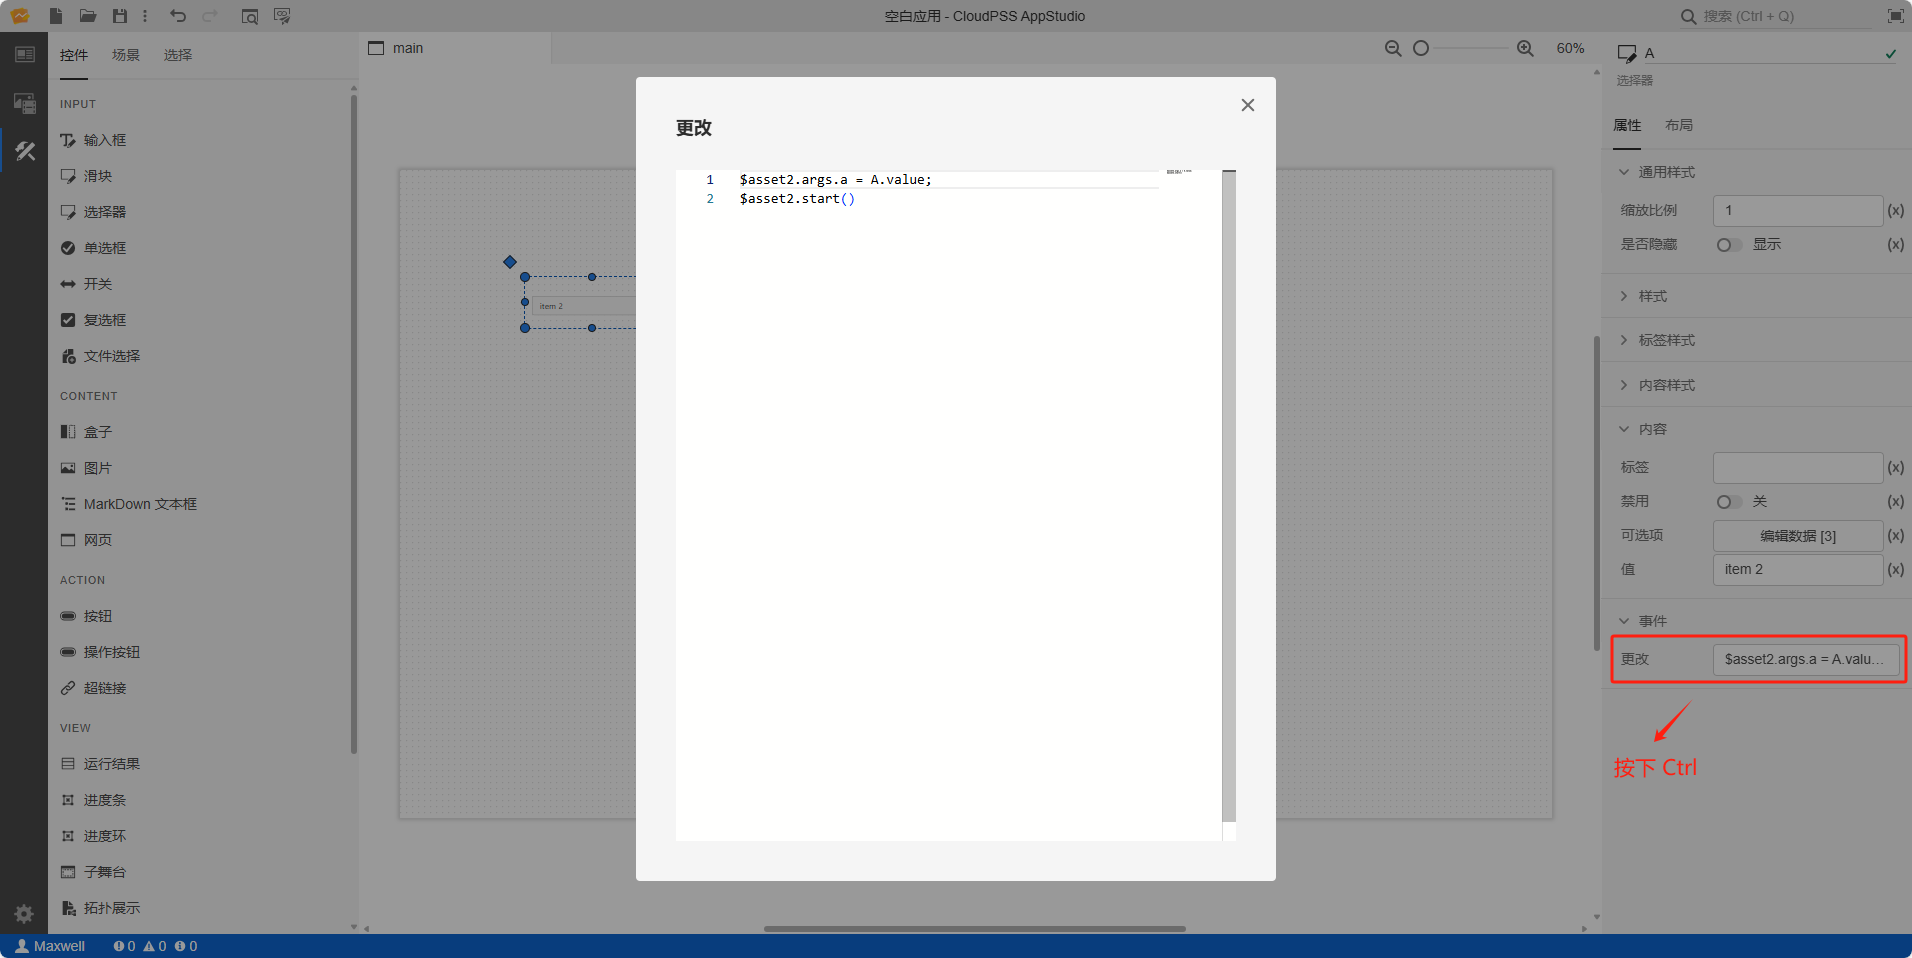 空白应用 - CloudPSS AppStudio
搜索 (Ctrl + Q)
控件 场景 选择
main
60%
INPUT
输入框
滑块
选择器
单选框
开关
复选框
文件选择
CONTENT
盒子
图片
MarkDown 文本框
网页
ACTION
按钮
操作按钮
超链接
VIEW
运行结果
进度条
进度环
子舞台
拓扑展示
item 2
更改
1 $asset2.args.a = A.value;
2 $asset2.start()
A
选择器
属性 布局
通用样式
缩放比例 1 (x)
是否隐藏 显示 (x)
样式
标签样式
内容样式
内容
标签 (x)
禁用 关 (x)
可选项 编辑数据 [3] (x)
值 item 2 (x)
事件
更改 $asset2.args.a = A.valu...
按下 Ctrl
Maxwell 0 0 0